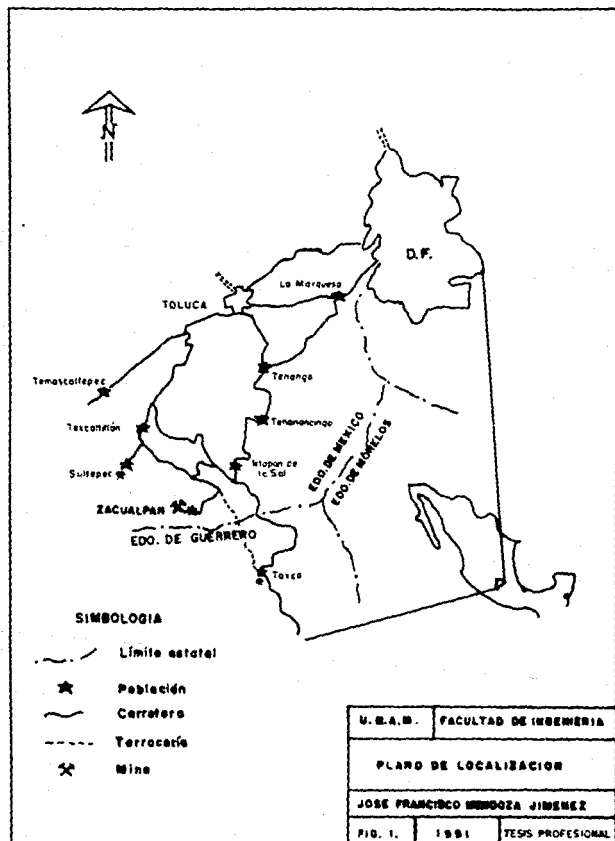 N
D.F.
La Marquesa
TOLUCA
Temascaltepec
Tenango
Texcaltitlán
Tenanancingo
Sultepec
Ixtapan de
la Sal
EDO. DE MEXICO
EDO. DE MORELOS
ZACUALPAN
EDO. DE GUERRERO
Taxco
SIMBOLOGIA
Límite estatal
Población
Carretera
Terracería
Mina
U.N.A.M. FACULTAD DE INGENIERIA
PLANO DE LOCALIZACION
JOSE FRANCISCO MENDOZA JIMENEZ
FIG. 1. 1991 TESIS PROFESIONAL